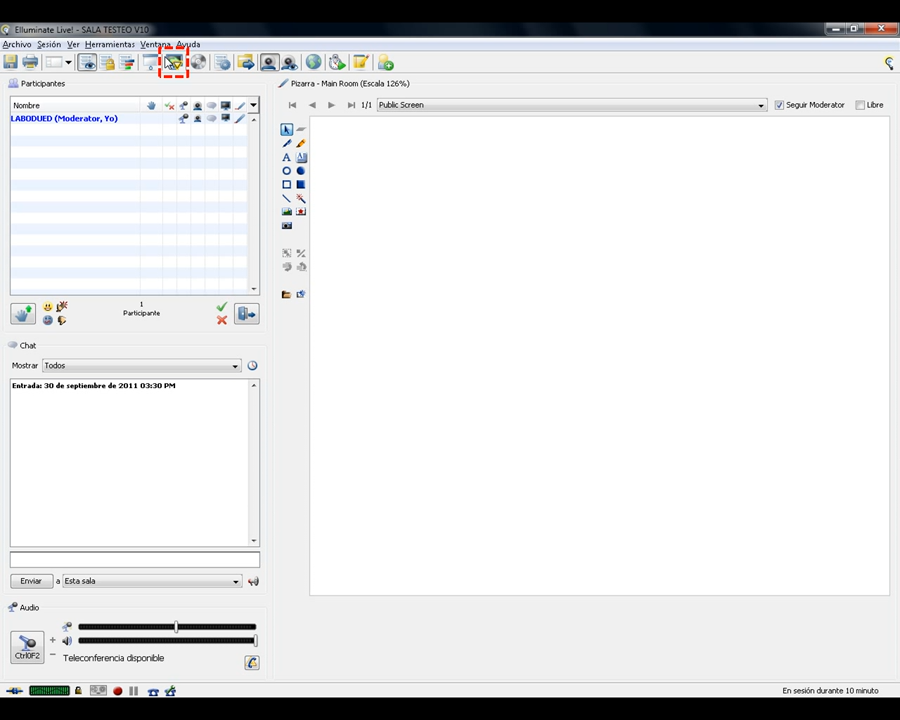 Elluminate Live! - SALA TESTEO V10
Archivo Sesión Ver Herramientas Ventana Ayuda
Participantes
Pizarra - Main Room (Escala 126%)
Nombre
1/1 Public Screen Seguir Moderator Libre
LABODUED (Moderator, Yo)
A A
1
Participante
Chat
Mostrar Todos
Entrada: 30 de septiembre de 2011 03:30 PM
Enviar a Esta sala
Audio
Ctrl0F2
Teleconferencia disponible
En sesión durante 10 minuto